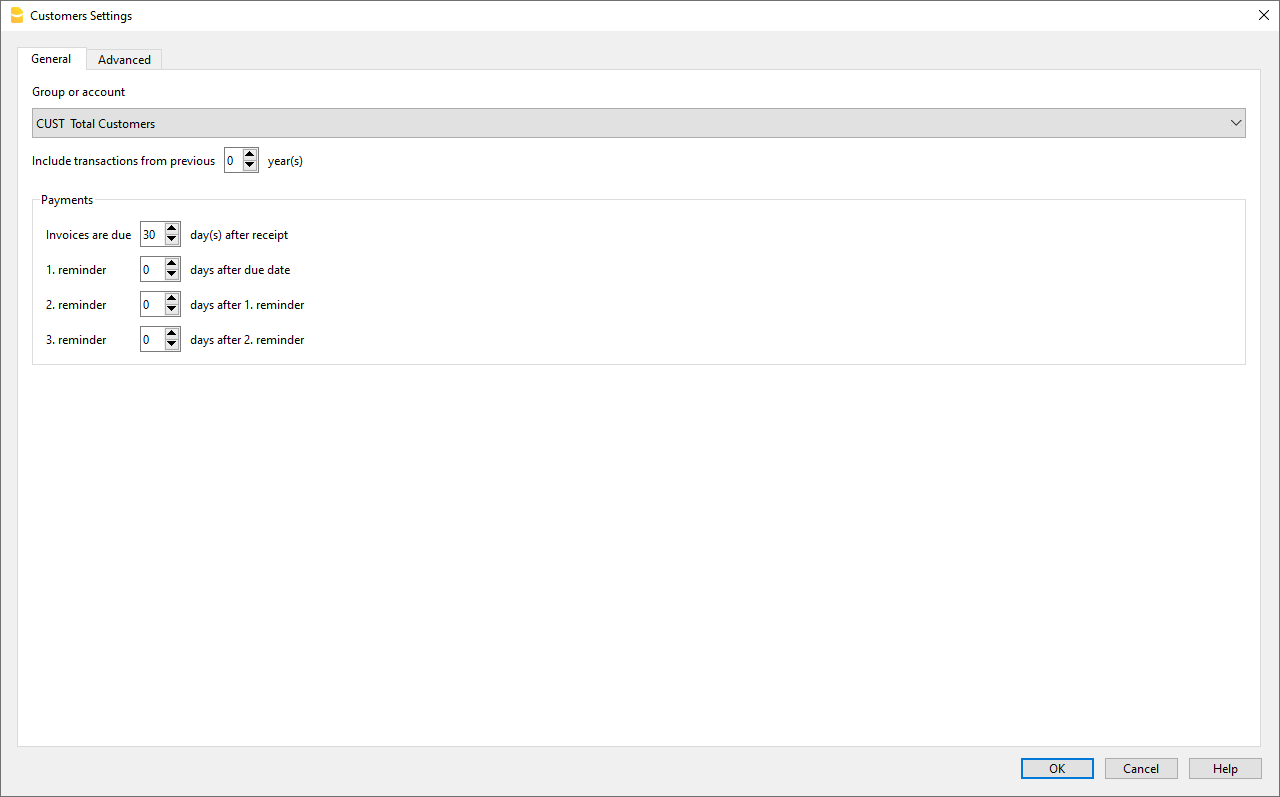 Customers Settings
General Advanced
Group or account
CUST Total Customers
Include transactions from previous 0 year(s)
Payments
Invoices are due 30 day(s) after receipt
1. reminder 0 days after due date
2. reminder 0 days after 1. reminder
3. reminder 0 days after 2. reminder
OK Cancel Help